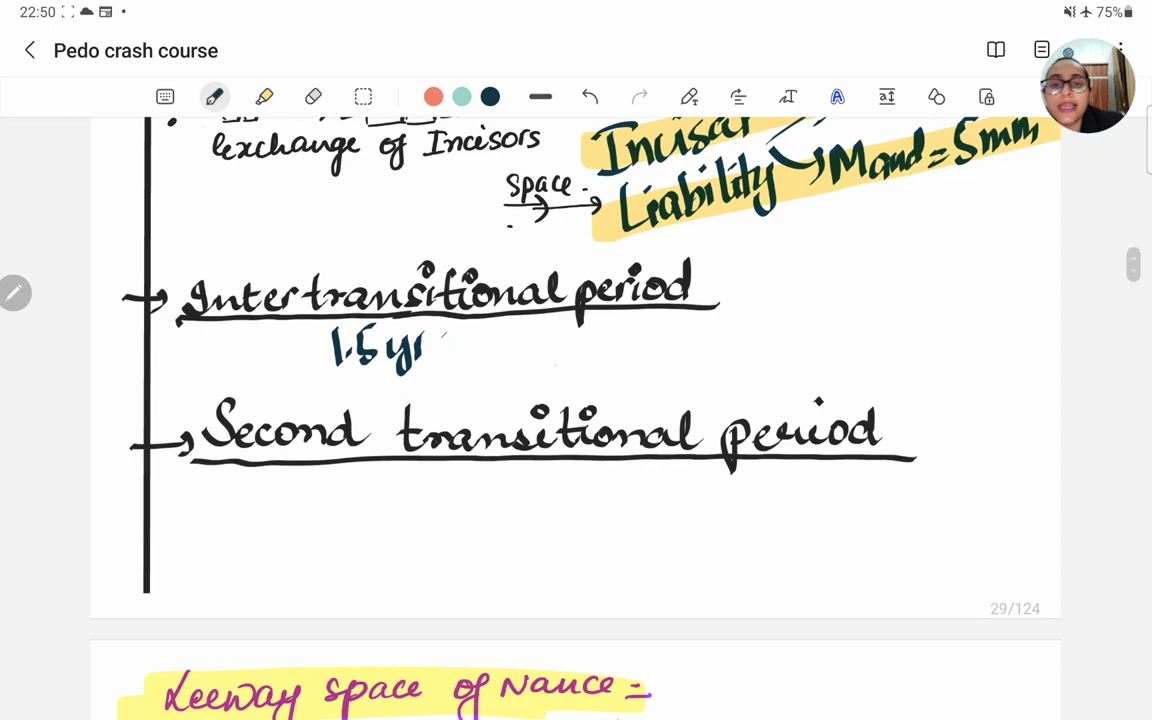 22:50
75%
Pedo crash course
exchange of Incisors
Incisal
Space
Liability Mand = 5mm
Intertransitional period
1.5 yr
Second transitional period
29/124
Leeway space of Nance =